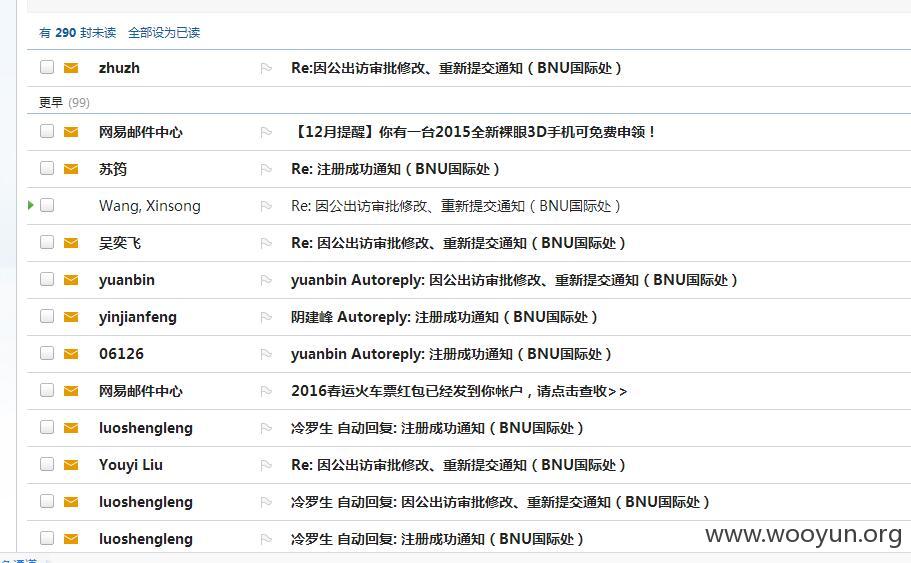 有 290 封未读 全部设为已读
zhuzh Re:因公出访审批修改、重新提交通知（BNU国际处）
更早 (99)
网易邮件中心 【12月提醒】你有一台2015全新裸眼3D手机可免费申领！
苏筠 Re: 注册成功通知（BNU国际处）
Wang, Xinsong Re: 因公出访审批修改、重新提交通知（BNU国际处）
吴奕飞 Re: 因公出访审批修改、重新提交通知（BNU国际处）
yuanbin yuanbin Autoreply: 因公出访审批修改、重新提交通知（BNU国际处）
yinjianfeng 阴建峰 Autoreply: 注册成功通知（BNU国际处）
06126 yuanbin Autoreply: 注册成功通知（BNU国际处）
网易邮件中心 2016春运火车票红包已经发到你帐户，请点击查收>>
luoshengleng 冷罗生 自动回复: 注册成功通知（BNU国际处）
Youyi Liu Re: 因公出访审批修改、重新提交通知（BNU国际处）
luoshengleng 冷罗生 自动回复: 因公出访审批修改、重新提交通知（BNU国际处）
luoshengleng 冷罗生 自动回复: 注册成功通知（BNU国际处）
www.wooyun.org